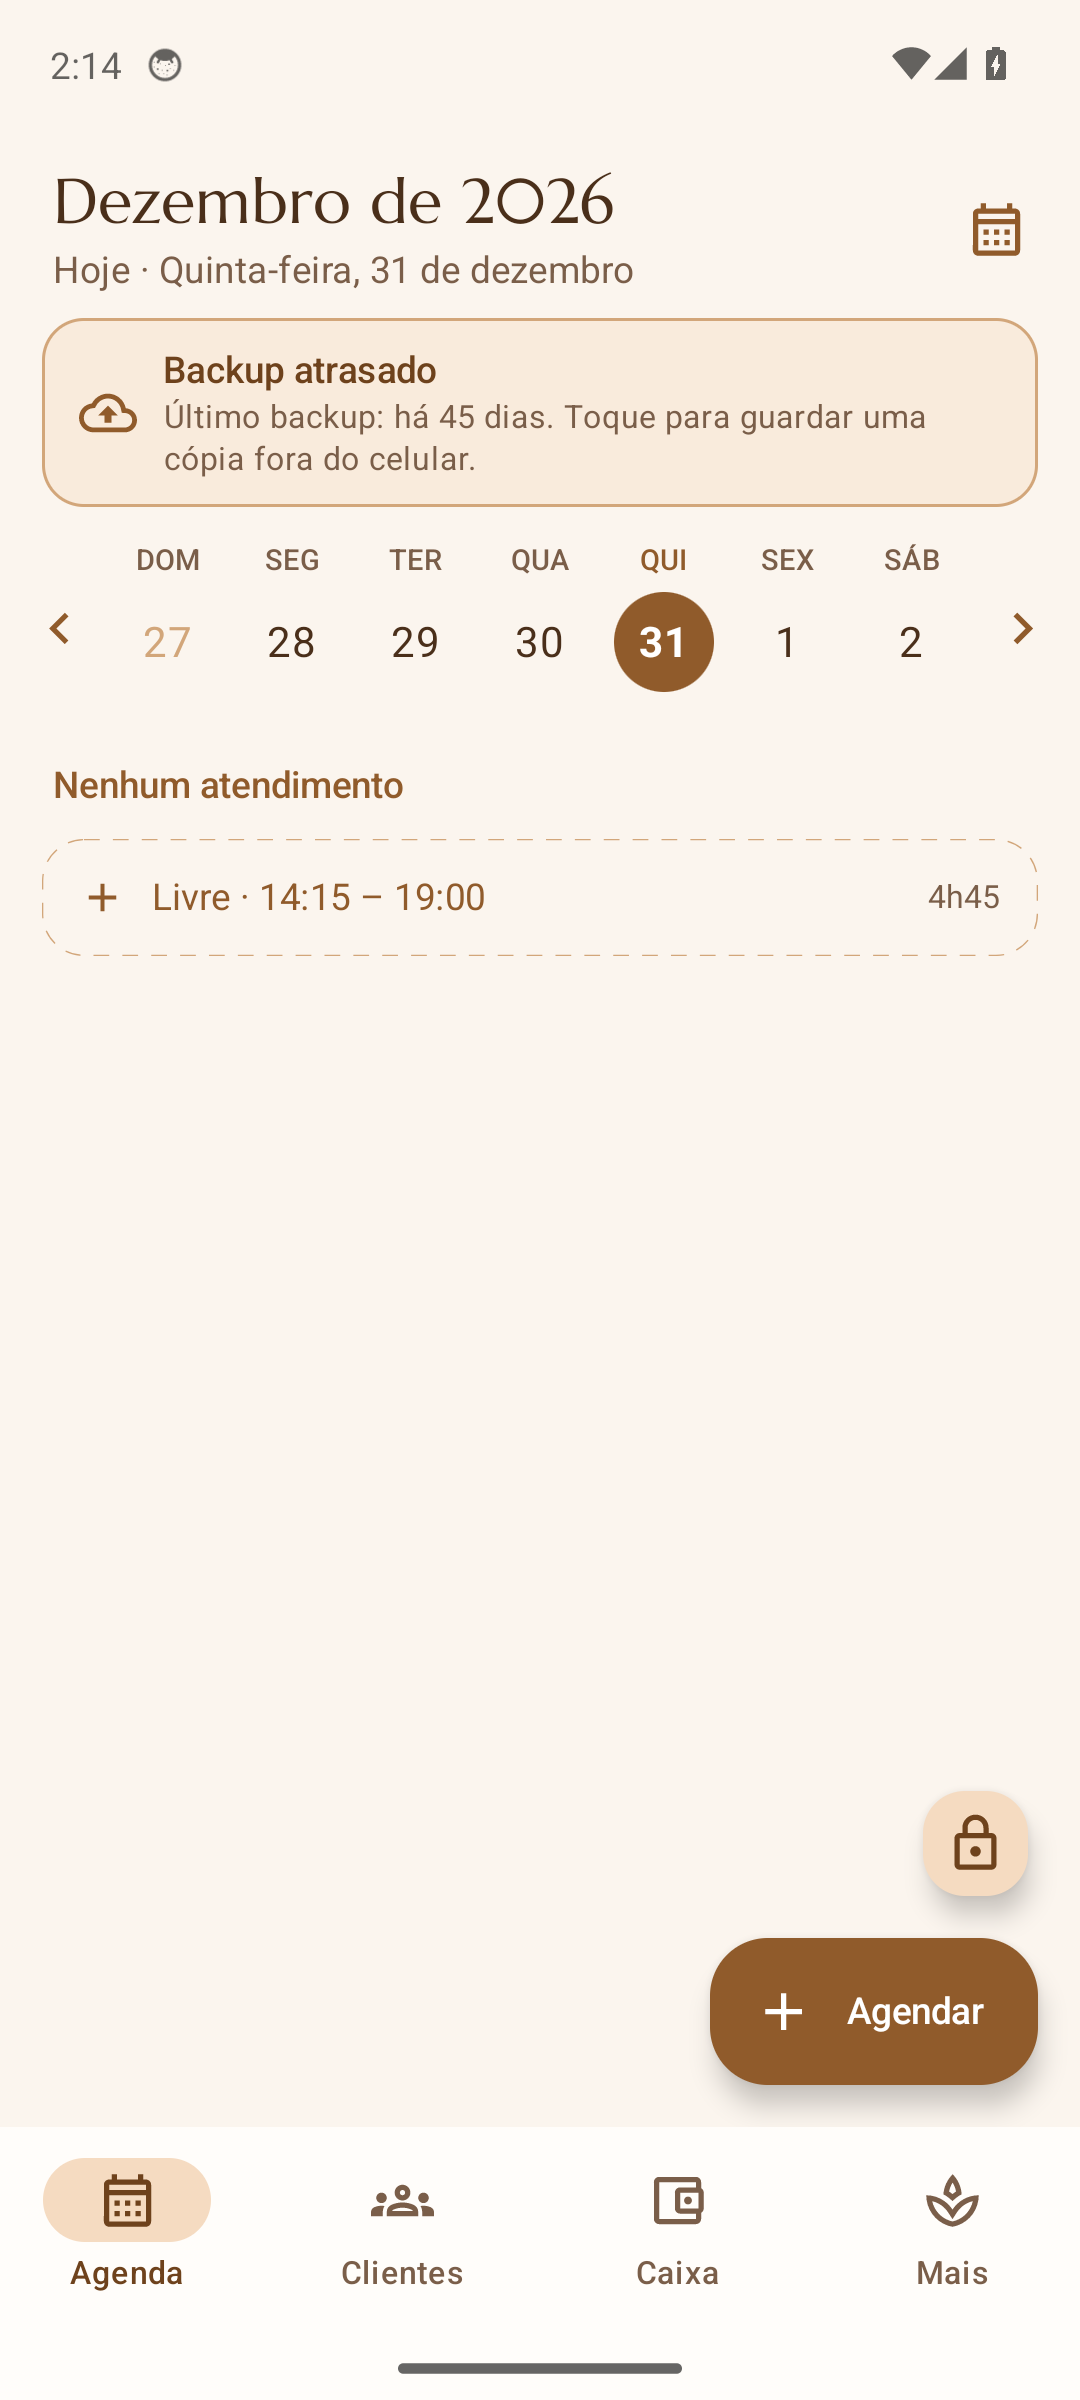 2:14
Dezembro de 2026
Hoje · Quinta-feira, 31 de dezembro
Backup atrasado
Último backup: há 45 dias. Toque para guardar uma
cópia fora do celular.
DOM SEG TER QUA QUI SEX SÁB
27 28 29 30 31 1 2
Nenhum atendimento
Livre · 14:15 – 19:00 4h45
Agendar
Agenda Clientes Caixa Mais